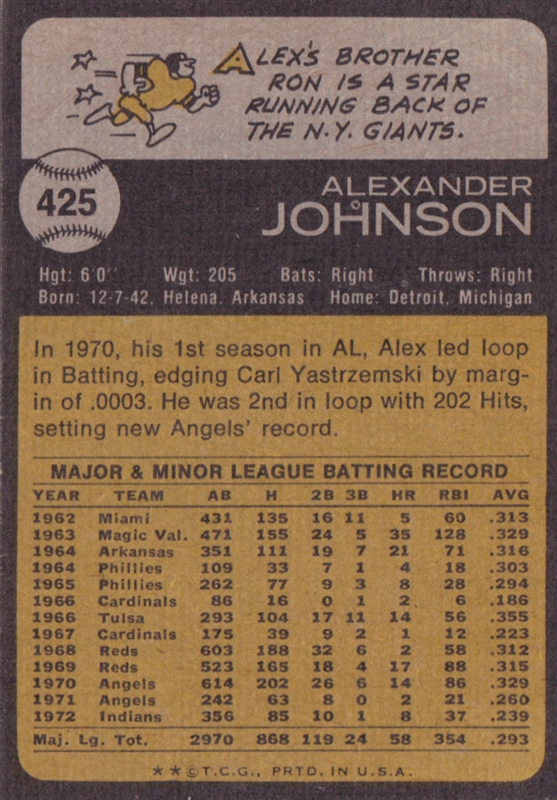 ALEX'S BROTHER
RON IS A STAR
RUNNING BACK OF
THE N.Y. GIANTS.
425
ALEXANDER
JOHNSON
Hgt: 6'0" Wgt: 205 Bats: Right Throws: Right
Born: 12-7-42, Helena, Arkansas Home: Detroit, Michigan
In 1970, his 1st season in AL, Alex led loop
in Batting, edging Carl Yastrzemski by marg-
in of .0003. He was 2nd in loop with 202 Hits,
setting new Angels' record.
MAJOR & MINOR LEAGUE BATTING RECORD
YEAR TEAM AB H 2B 3B HR RBI AVG
1962 Miami 431 135 16 11 5 60 .313
1963 Magic Val. 471 155 24 5 35 128 .329
1964 Arkansas 351 111 19 7 21 71 .316
1964 Phillies 109 33 7 1 4 18 .303
1965 Phillies 262 77 9 3 8 28 .294
1966 Cardinals 86 16 0 1 2 6 .186
1966 Tulsa 293 104 17 11 14 56 .355
1967 Cardinals 175 39 9 2 1 12 .223
1968 Reds 603 188 32 6 2 58 .312
1969 Reds 523 165 18 4 17 88 .315
1970 Angels 614 202 26 6 14 86 .329
1971 Angels 242 63 8 0 2 21 .260
1972 Indians 356 85 10 1 8 37 .239
Maj. Lg. Tot. 2970 868 119 24 58 354 .293
**©T.C.G., PRTD. IN U.S.A.